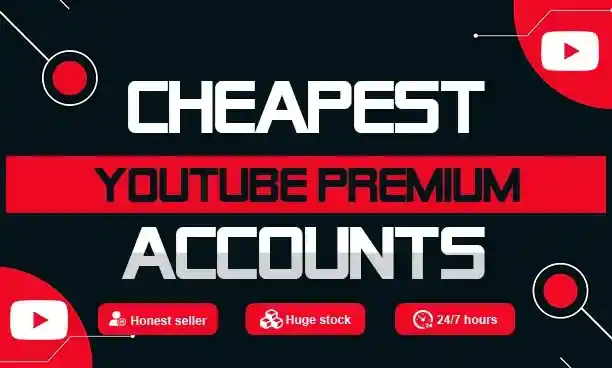 CHEAPEST
YOUTUBE PREMIUM
ACCOUNTS
Honest seller
Huge stock
24/7 hours